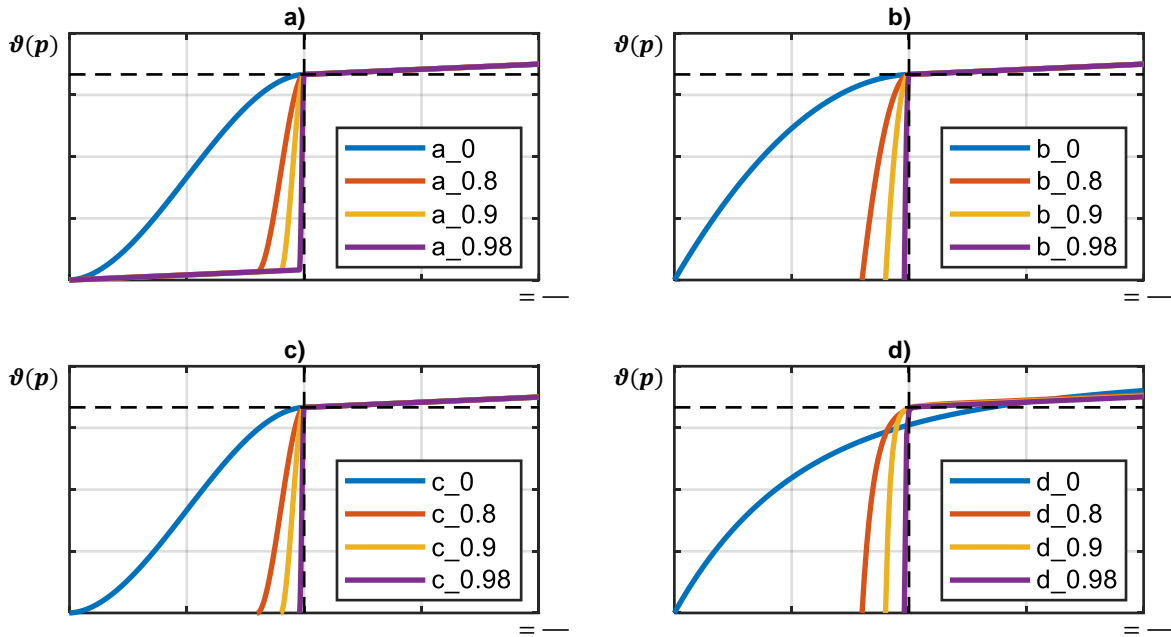 a)
ϑ(p)
a_0
a_0.8
a_0.9
a_0.98
= —
b)
ϑ(p)
b_0
b_0.8
b_0.9
b_0.98
= —
c)
ϑ(p)
c_0
c_0.8
c_0.9
c_0.98
= —
d)
ϑ(p)
d_0
d_0.8
d_0.9
d_0.98
= —